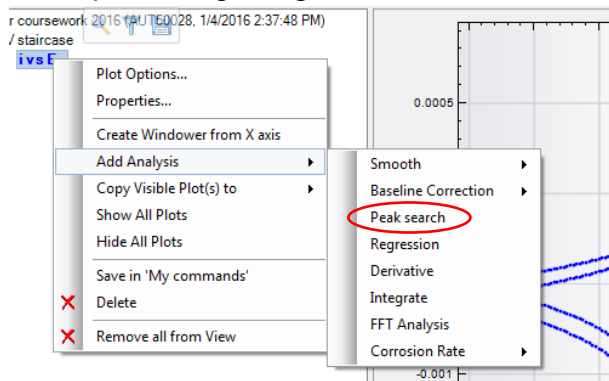 r coursework 2016 (AUT50028, 1/4/2016 2:37:48 PM)
/ staircase
i vs E
Plot Options...
Properties...
Create Windower from X axis
Add Analysis
Copy Visible Plot(s) to
Show All Plots
Hide All Plots
Save in 'My commands'
Delete
Remove all from View
Smooth
Baseline Correction
Peak search
Regression
Derivative
Integrate
FFT Analysis
Corrosion Rate
0.0005
-0.001